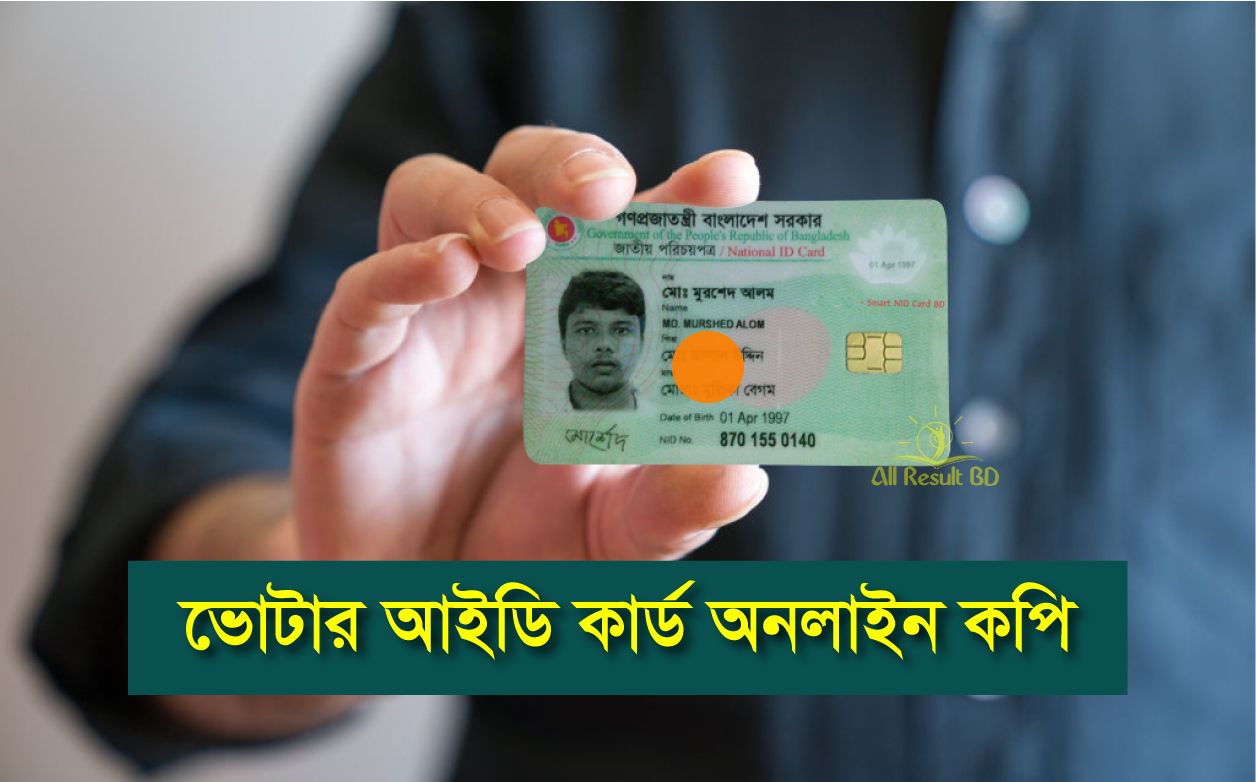 গণপ্রজাতন্ত্রী বাংলাদেশ সরকার
Government of the People's Republic of Bangladesh
জাতীয় পরিচয়পত্র / National ID Card
01 Apr 1997
Smart NID Card BD
নাম
মোঃ মুরশেদ আলম
Name
MD. MURSHED ALOM
মোঃ উদ্দিন
বেগম
Date of Birth 01 Apr 1997
NID No. 870 155 0140
মোর্শেদ
All Result BD
ভোটার আইডি কার্ড অনলাইন কপি